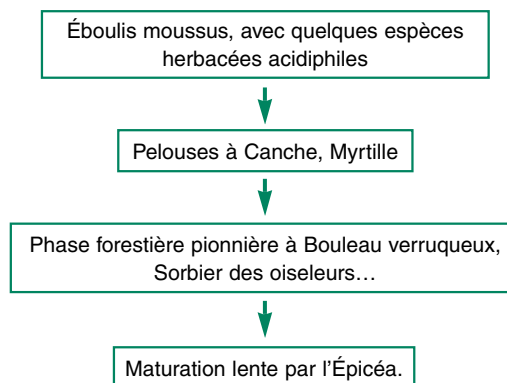 Éboulis moussus, avec quelques espèces
herbacées acidiphiles
Pelouses à Canche, Myrtille
Phase forestière pionnière à Bouleau verruqueux,
Sorbier des oiseleurs…
Maturation lente par l’Épicéa.